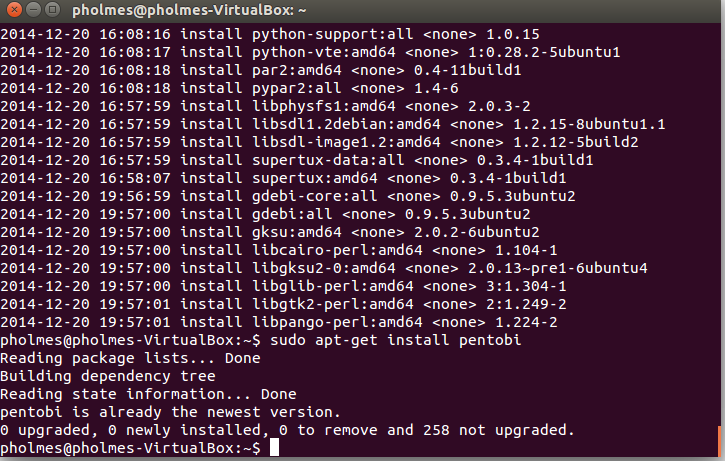 pholmes@pholmes-VirtualBox: ~
2014-12-20 16:08:16 install python-support:all <none> 1.0.15
2014-12-20 16:08:17 install python-vte:amd64 <none> 1:0.28.2-5ubuntu1
2014-12-20 16:08:18 install par2:amd64 <none> 0.4-11build1
2014-12-20 16:08:18 install pypar2:all <none> 1.4-6
2014-12-20 16:57:59 install libphysfs1:amd64 <none> 2.0.3-2
2014-12-20 16:57:59 install libsdl1.2debian:amd64 <none> 1.2.15-8ubuntu1.1
2014-12-20 16:57:59 install libsdl-image1.2:amd64 <none> 1.2.12-5build2
2014-12-20 16:57:59 install supertux-data:all <none> 0.3.4-1build1
2014-12-20 16:58:07 install supertux:amd64 <none> 0.3.4-1build1
2014-12-20 19:56:59 install gdebi-core:all <none> 0.9.5.3ubuntu2
2014-12-20 19:57:00 install gdebi:all <none> 0.9.5.3ubuntu2
2014-12-20 19:57:00 install gksu:amd64 <none> 2.0.2-6ubuntu2
2014-12-20 19:57:00 install libcairo-perl:amd64 <none> 1.104-1
2014-12-20 19:57:00 install libgksu2-0:amd64 <none> 2.0.13~pre1-6ubuntu4
2014-12-20 19:57:00 install libglib-perl:amd64 <none> 3:1.304-1
2014-12-20 19:57:01 install libgtk2-perl:amd64 <none> 2:1.249-2
2014-12-20 19:57:01 install libpango-perl:amd64 <none> 1.224-2
pholmes@pholmes-VirtualBox:~$ sudo apt-get install pentobi
Reading package lists... Done
Building dependency tree
Reading state information... Done
pentobi is already the newest version.
0 upgraded, 0 newly installed, 0 to remove and 258 not upgraded.
pholmes@pholmes-VirtualBox:~$